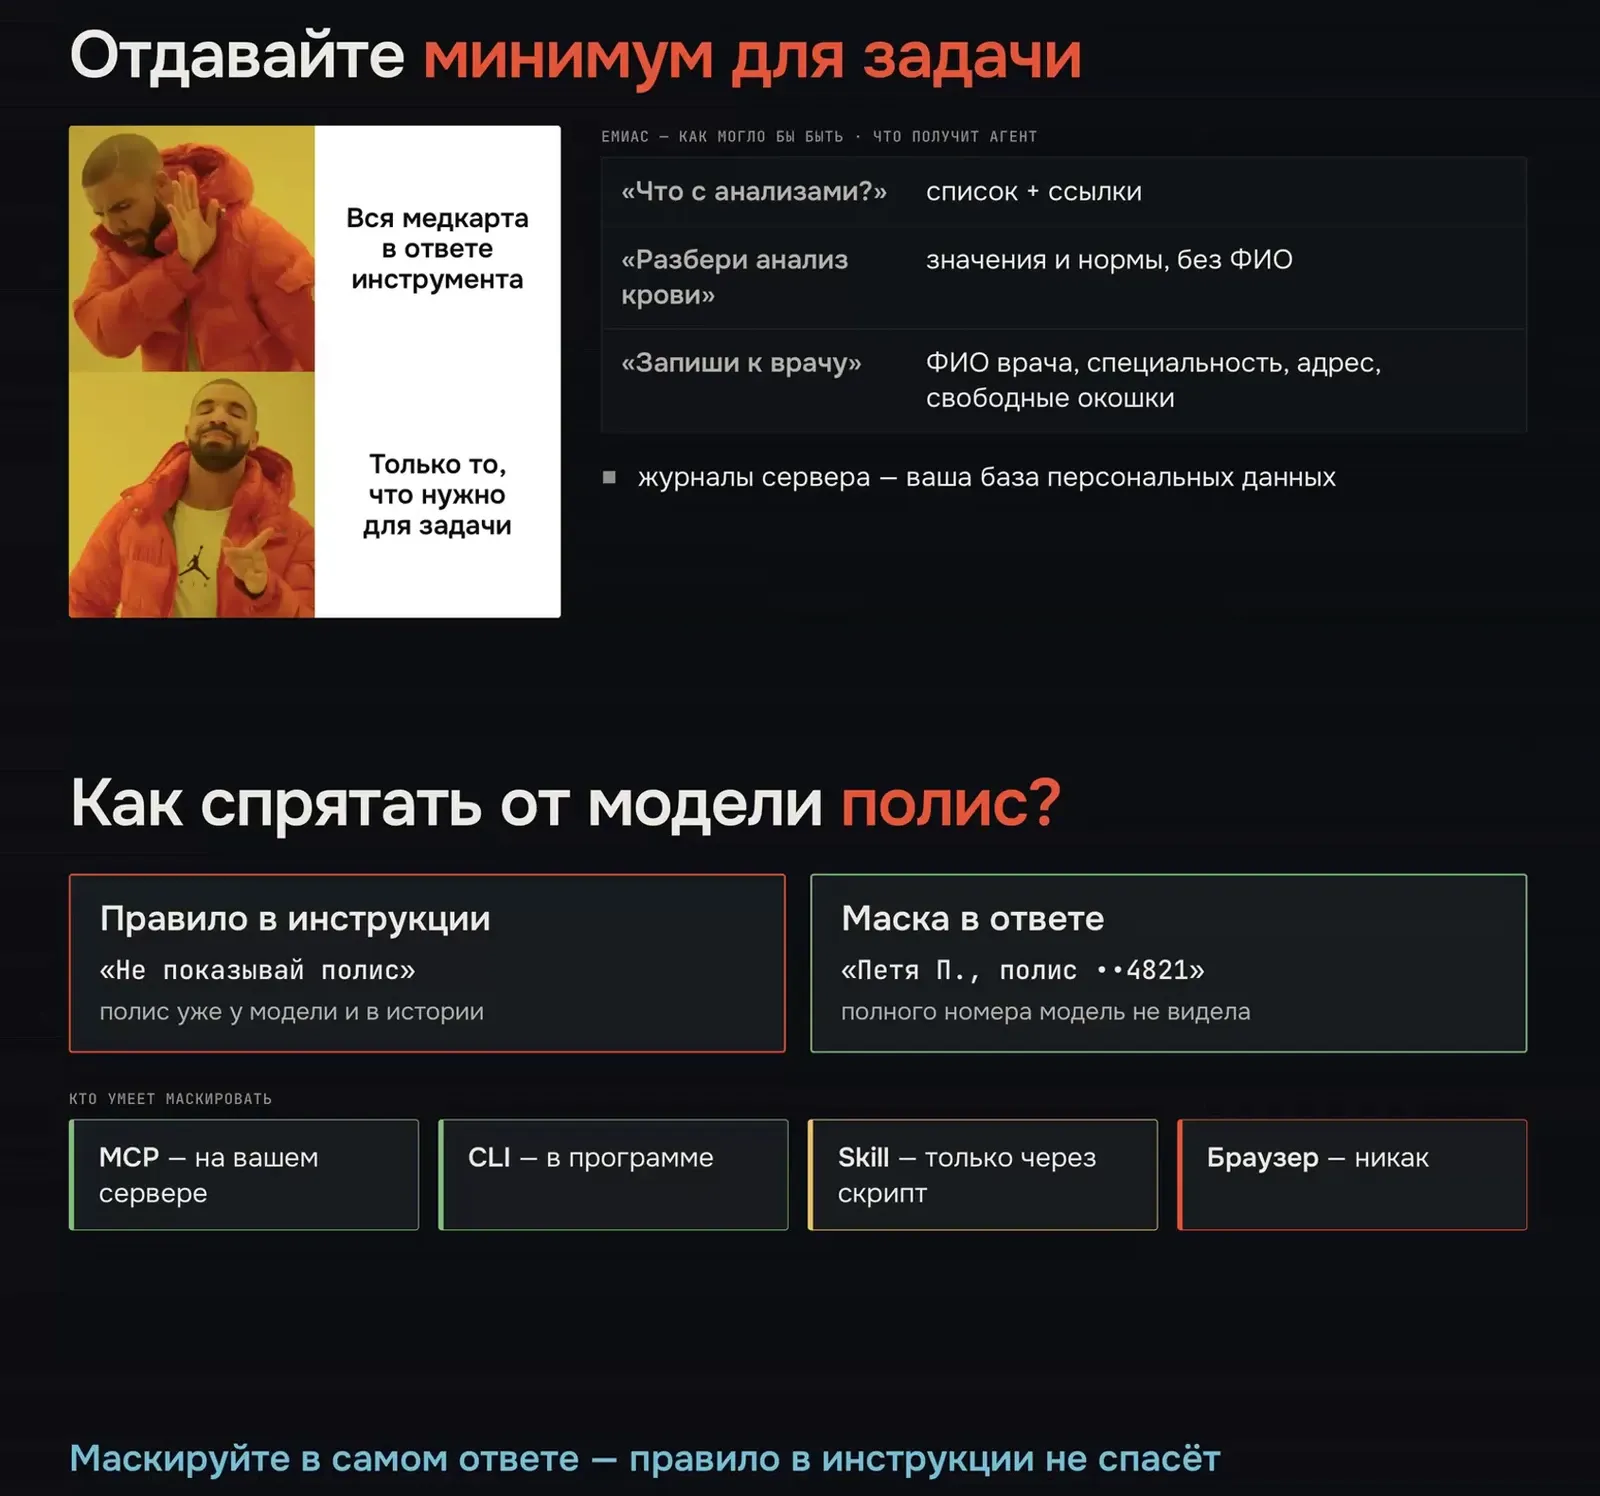 Отдавайте минимум для задачи
Вся медкарта
в ответе
инструмента
Только то,
что нужно
для задачи
ЕМИАС — КАК МОГЛО БЫ БЫТЬ · ЧТО ПОЛУЧИТ АГЕНТ
«Что с анализами?» список + ссылки
«Разбери анализ значения и нормы, без ФИО
крови»
«Запиши к врачу» ФИО врача, специальность, адрес,
свободные окошки
журналы сервера — ваша база персональных данных
Как спрятать от модели полис?
Правило в инструкции
«Не показывай полис»
полис уже у модели и в истории
Маска в ответе
«Петя П., полис ••4821»
полного номера модель не видела
КТО УМЕЕТ МАСКИРОВАТЬ
MCP — на вашем
сервере
CLI — в программе
Skill — только через
скрипт
Браузер — никак
Маскируйте в самом ответе — правило в инструкции не спасёт